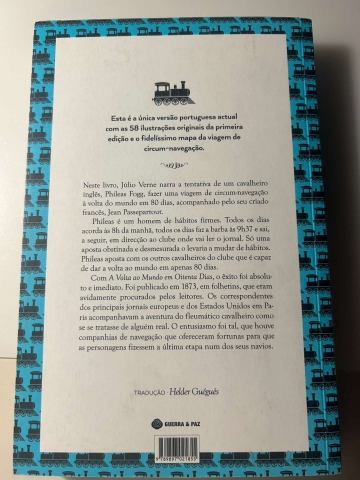 Esta é a única versão portuguesa actual
com as 58 ilustrações originais da primeira
edição e o fidelíssimo mapa da viagem de
circum-navegação.
Neste livro, Júlio Verne narra a tentativa de um cavalheiro
inglês, Phileas Fogg, fazer uma viagem de circum-navegação
à volta do mundo em 80 dias, acompanhado pelo seu criado
francês, Jean Passepartout.
Phileas é um homem de hábitos firmes. Todos os dias
acorda às 8h da manhã, todos os dias faz a barba às 9h37 e sai,
a seguir, em direcção ao clube onde vai ler o jornal. Só uma
aposta obstinada e desmesurada o levaria a mudar de hábitos.
Phileas aposta com os outros cavalheiros do clube que é capaz
de dar a volta ao mundo em apenas 80 dias.
Com A Volta ao Mundo em Oitenta Dias, o êxito foi absolu-
to e imediato. Foi publicado em 1873, em folhetins, que eram
avidamente procurados pelos leitores. Os correspondentes
dos principais jornais europeus e dos Estados Unidos em Pa-
ris acompanhavam a aventura do fleumático cavalheiro como
se se tratasse de alguém real. O entusiasmo foi tal, que houve
companhias de navegação que ofereceram fortunas para que
as personagens fizessem a última etapa num dos seus navios.
TRADUÇÃO · Helder Guégués
GUERRA & PAZ
9 789897 021855